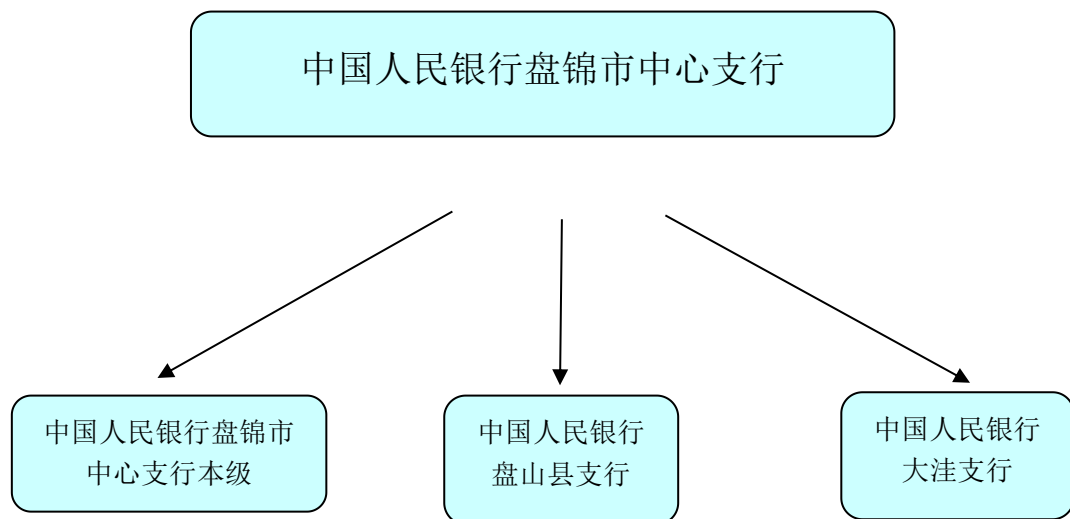 中国人民银行盘锦市中心支行
中国人民银行盘锦市
中心支行本级
中国人民银行
盘山县支行
中国人民银行
大洼支行